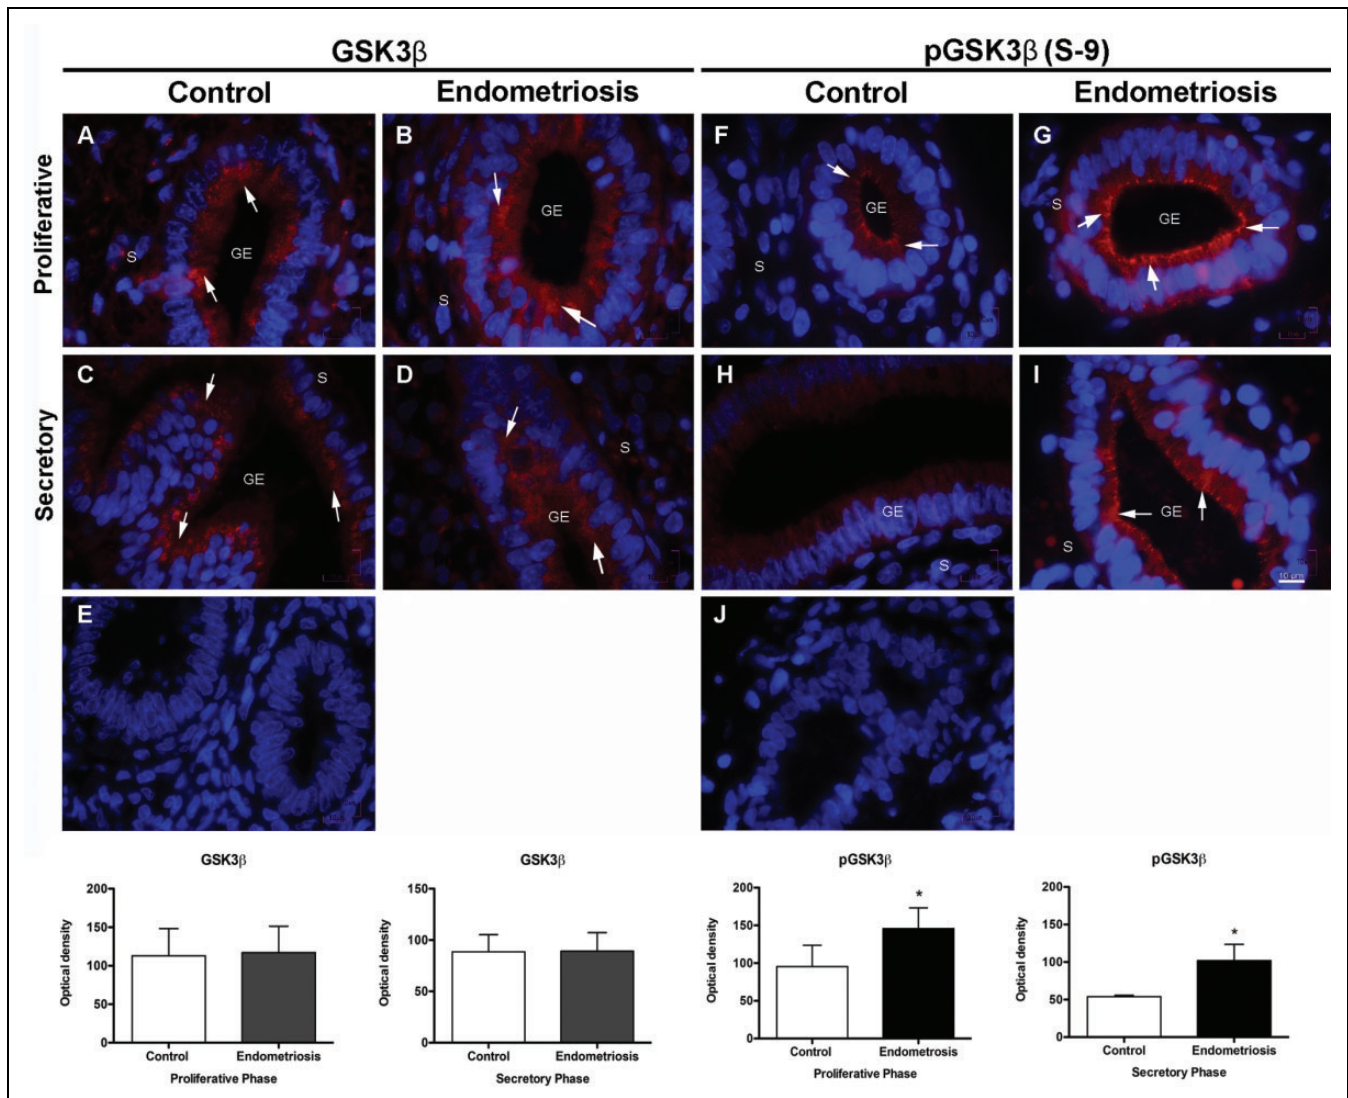 GSK3β pGSK3β (S-9)
Control Endometriosis Control Endometriosis
Proliferative
A
S
GE
B
GE
S
F
GE
S
G
S
GE
Secretory
C
S
GE
D
S
GE
H
GE
S
I
GE
S
10 μm
E
J
GSK3β
Optical density
200
150
100
50
0
Control Endometriosis
Proliferative Phase
GSK3β
Optical density
150
100
50
0
Control Endometriosis
Secretory Phase
pGSK3β
Optical density
200
150
100
50
0
*
Control Endometrosis
Proliferative Phase
pGSK3β
Optical density
200
150
100
50
0
*
Control Endometriosis
Secretory Phase